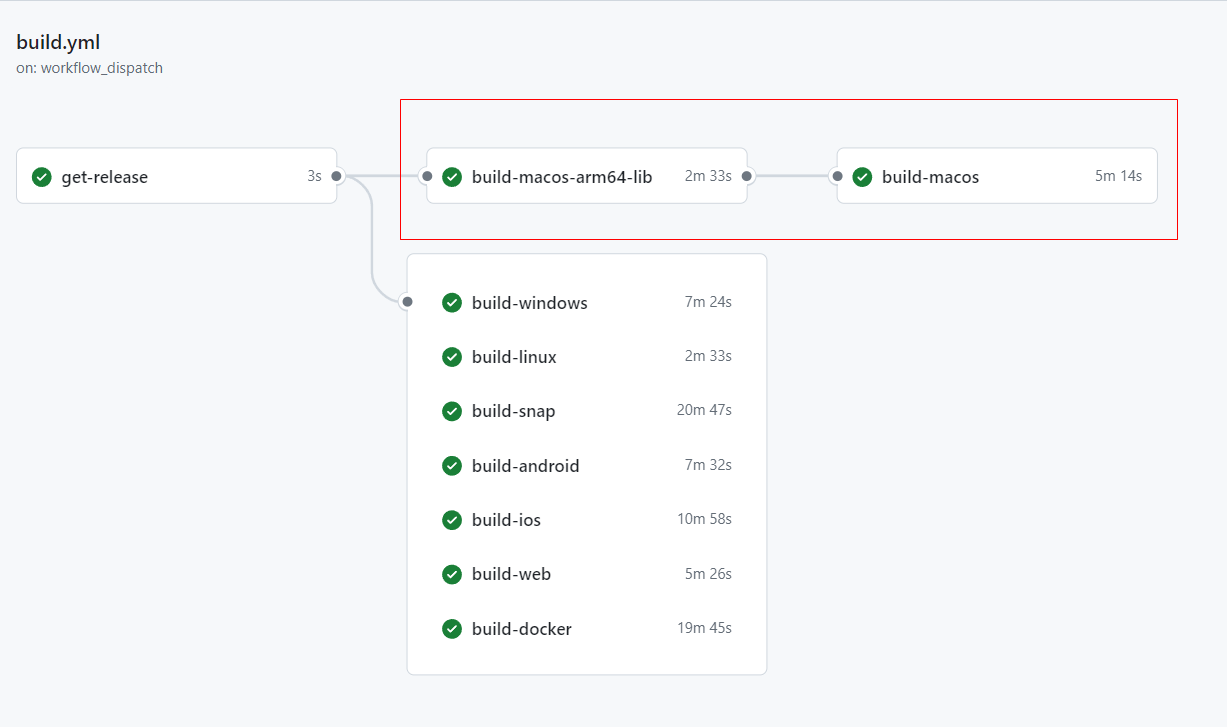 build.yml
on: workflow_dispatch
get-release 3s
build-macos-arm64-lib 2m 33s
build-macos 5m 14s
build-windows 7m 24s
build-linux 2m 33s
build-snap 20m 47s
build-android 7m 32s
build-ios 10m 58s
build-web 5m 26s
build-docker 19m 45s